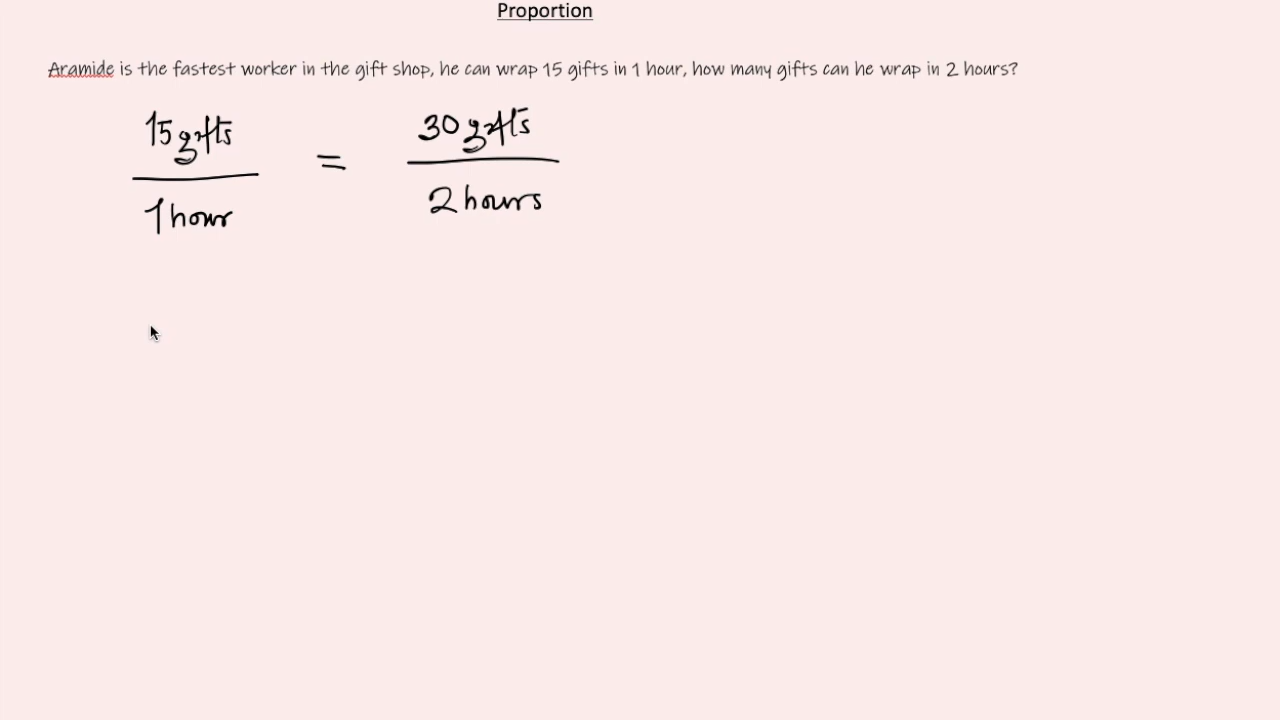 Proportion
Aramide is the fastest worker in the gift shop, he can wrap 15 gifts in 1 hour, how many gifts can he wrap in 2 hours?
15 gifts = 30 gifts
1 hour 2 hours